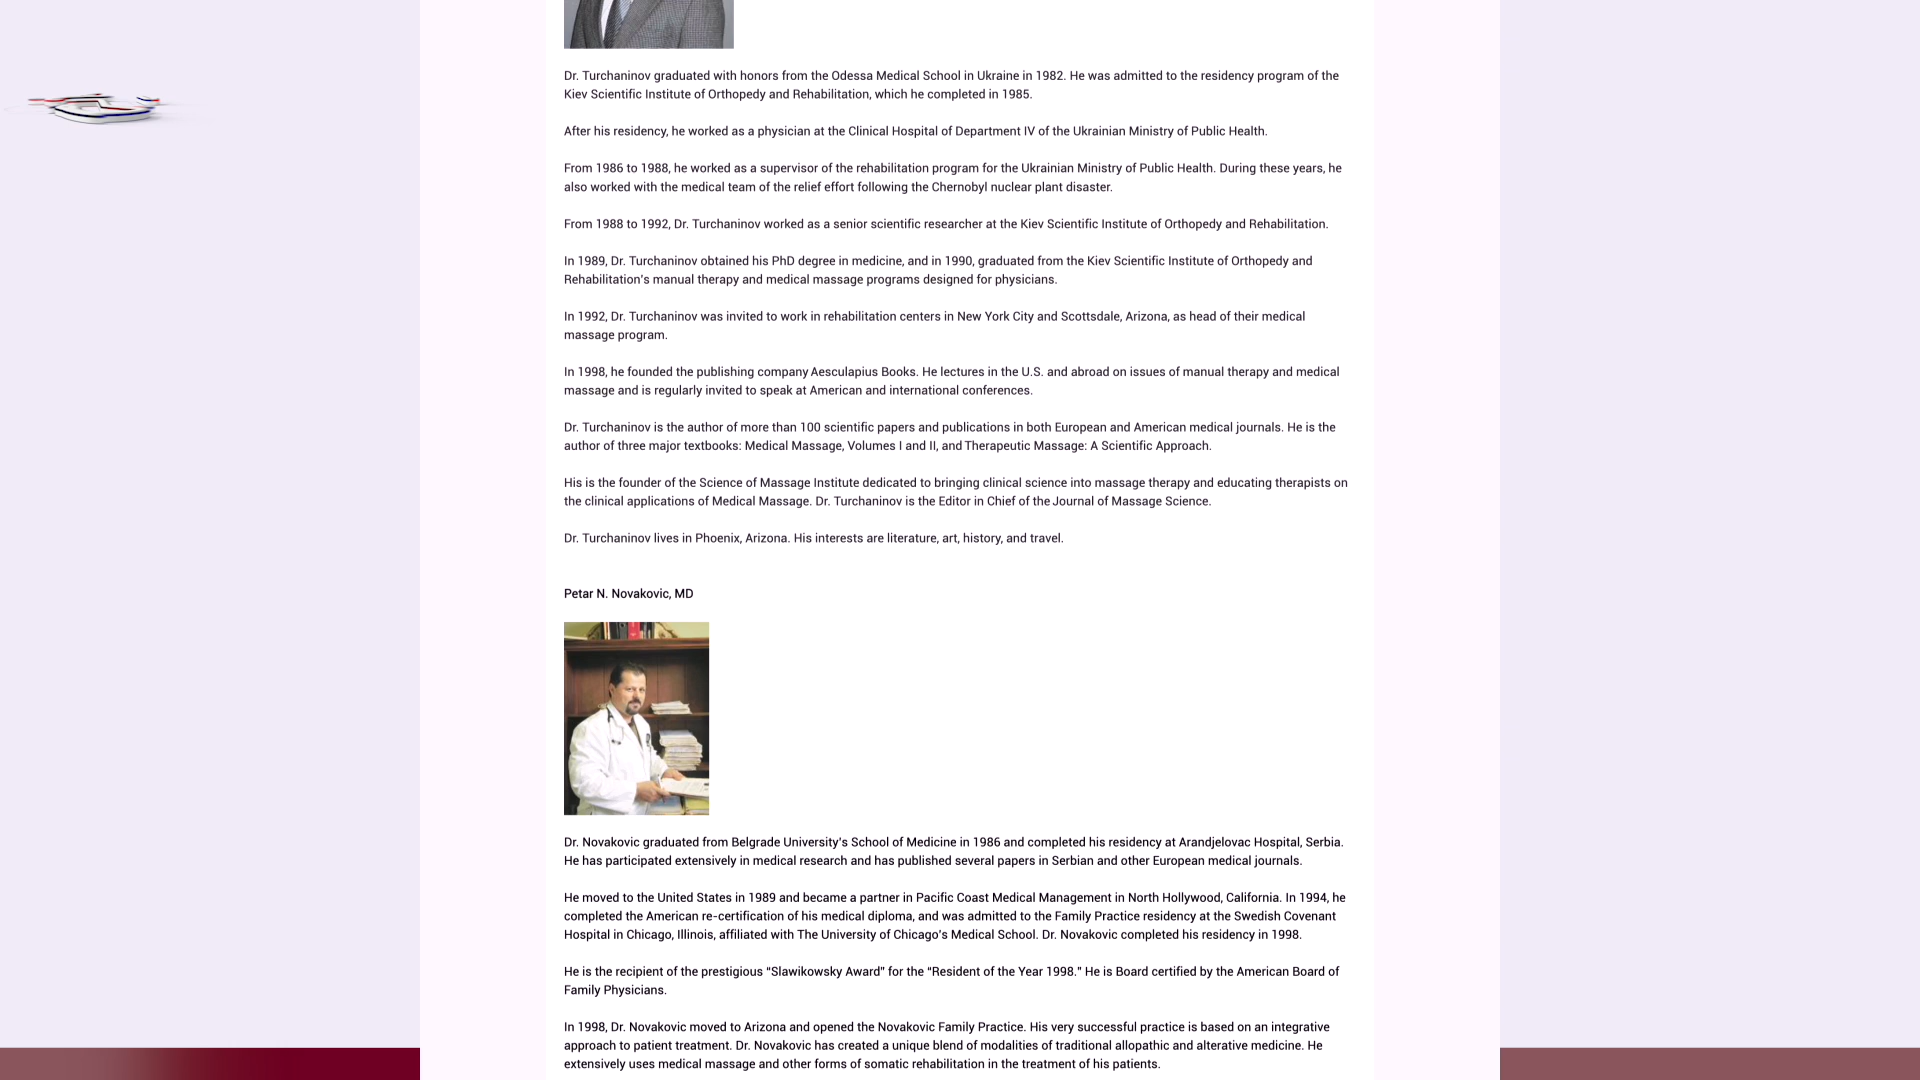 Dr. Turchaninov graduated with honors from the Odessa Medical School in Ukraine in 1982. He was admitted to the residency program of the
Kiev Scientific Institute of Orthopedy and Rehabilitation, which he completed in 1985.
After his residency, he worked as a physician at the Clinical Hospital of Department IV of the Ukrainian Ministry of Public Health.
From 1986 to 1988, he worked as a supervisor of the rehabilitation program for the Ukrainian Ministry of Public Health. During these years, he
also worked with the medical team of the relief effort following the Chernobyl nuclear plant disaster.
From 1988 to 1992, Dr. Turchaninov worked as a senior scientific researcher at the Kiev Scientific Institute of Orthopedy and Rehabilitation.
In 1989, Dr. Turchaninov obtained his PhD degree in medicine, and in 1990, graduated from the Kiev Scientific Institute of Orthopedy and
Rehabilitation's manual therapy and medical massage programs designed for physicians.
In 1992, Dr. Turchaninov was invited to work in rehabilitation centers in New York City and Scottsdale, Arizona, as head of their medical
massage program.
In 1998, he founded the publishing company Aesculapius Books. He lectures in the U.S. and abroad on issues of manual therapy and medical
massage and is regularly invited to speak at American and international conferences.
Dr. Turchaninov is the author of more than 100 scientific papers and publications in both European and American medical journals. He is the
author of three major textbooks: Medical Massage, Volumes I and II, and Therapeutic Massage: A Scientific Approach.
His is the founder of the Science of Massage Institute dedicated to bringing clinical science into massage therapy and educating therapists on
the clinical applications of Medical Massage. Dr. Turchaninov is the Editor in Chief of the Journal of Massage Science.
Dr. Turchaninov lives in Phoenix, Arizona. His interests are literature, art, history, and travel.
Petar N. Novakovic, MD
Dr. Novakovic graduated from Belgrade University's School of Medicine in 1986 and completed his residency at Arandjelovac Hospital, Serbia.
He has participated extensively in medical research and has published several papers in Serbian and other European medical journals.
He moved to the United States in 1989 and became a partner in Pacific Coast Medical Management in North Hollywood, California. In 1994, he
completed the American re-certification of his medical diploma, and was admitted to the Family Practice residency at the Swedish Covenant
Hospital in Chicago, Illinois, affiliated with The University of Chicago's Medical School. Dr. Novakovic completed his residency in 1998.
He is the recipient of the prestigious “Slawikowsky Award” for the “Resident of the Year 1998.” He is Board certified by the American Board of
Family Physicians.
In 1998, Dr. Novakovic moved to Arizona and opened the Novakovic Family Practice. His very successful practice is based on an integrative
approach to patient treatment. Dr. Novakovic has created a unique blend of modalities of traditional allopathic and alterative medicine. He
extensively uses medical massage and other forms of somatic rehabilitation in the treatment of his patients.